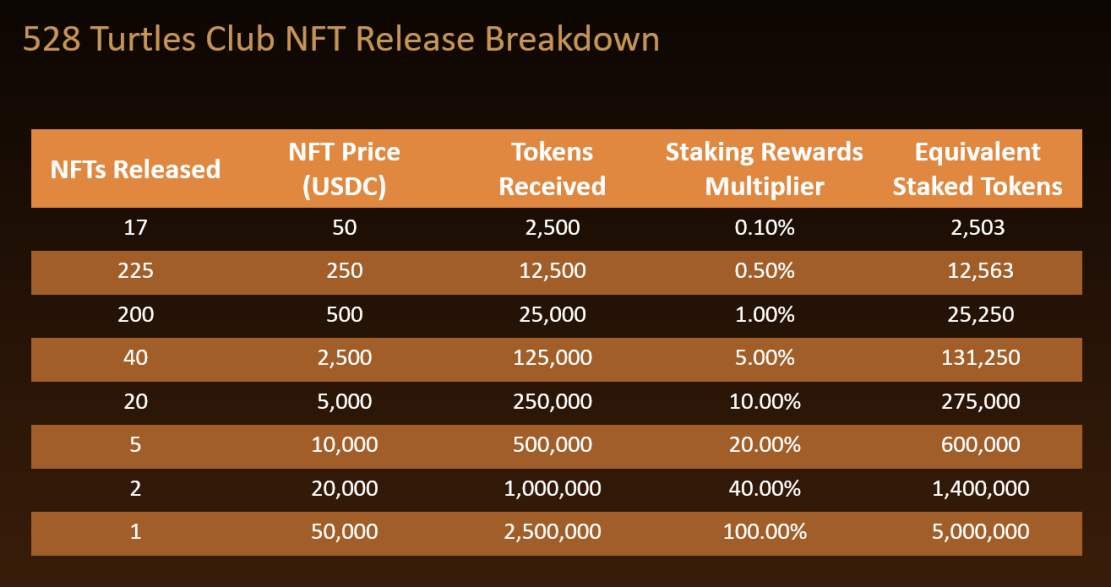 528 Turtles Club NFT Release Breakdown
NFTs Released NFT Price (USDC) Tokens Received Staking Rewards Multiplier Equivalent Staked Tokens
17 50 2,500 0.10% 2,503
225 250 12,500 0.50% 12,563
200 500 25,000 1.00% 25,250
40 2,500 125,000 5.00% 131,250
20 5,000 250,000 10.00% 275,000
5 10,000 500,000 20.00% 600,000
2 20,000 1,000,000 40.00% 1,400,000
1 50,000 2,500,000 100.00% 5,000,000